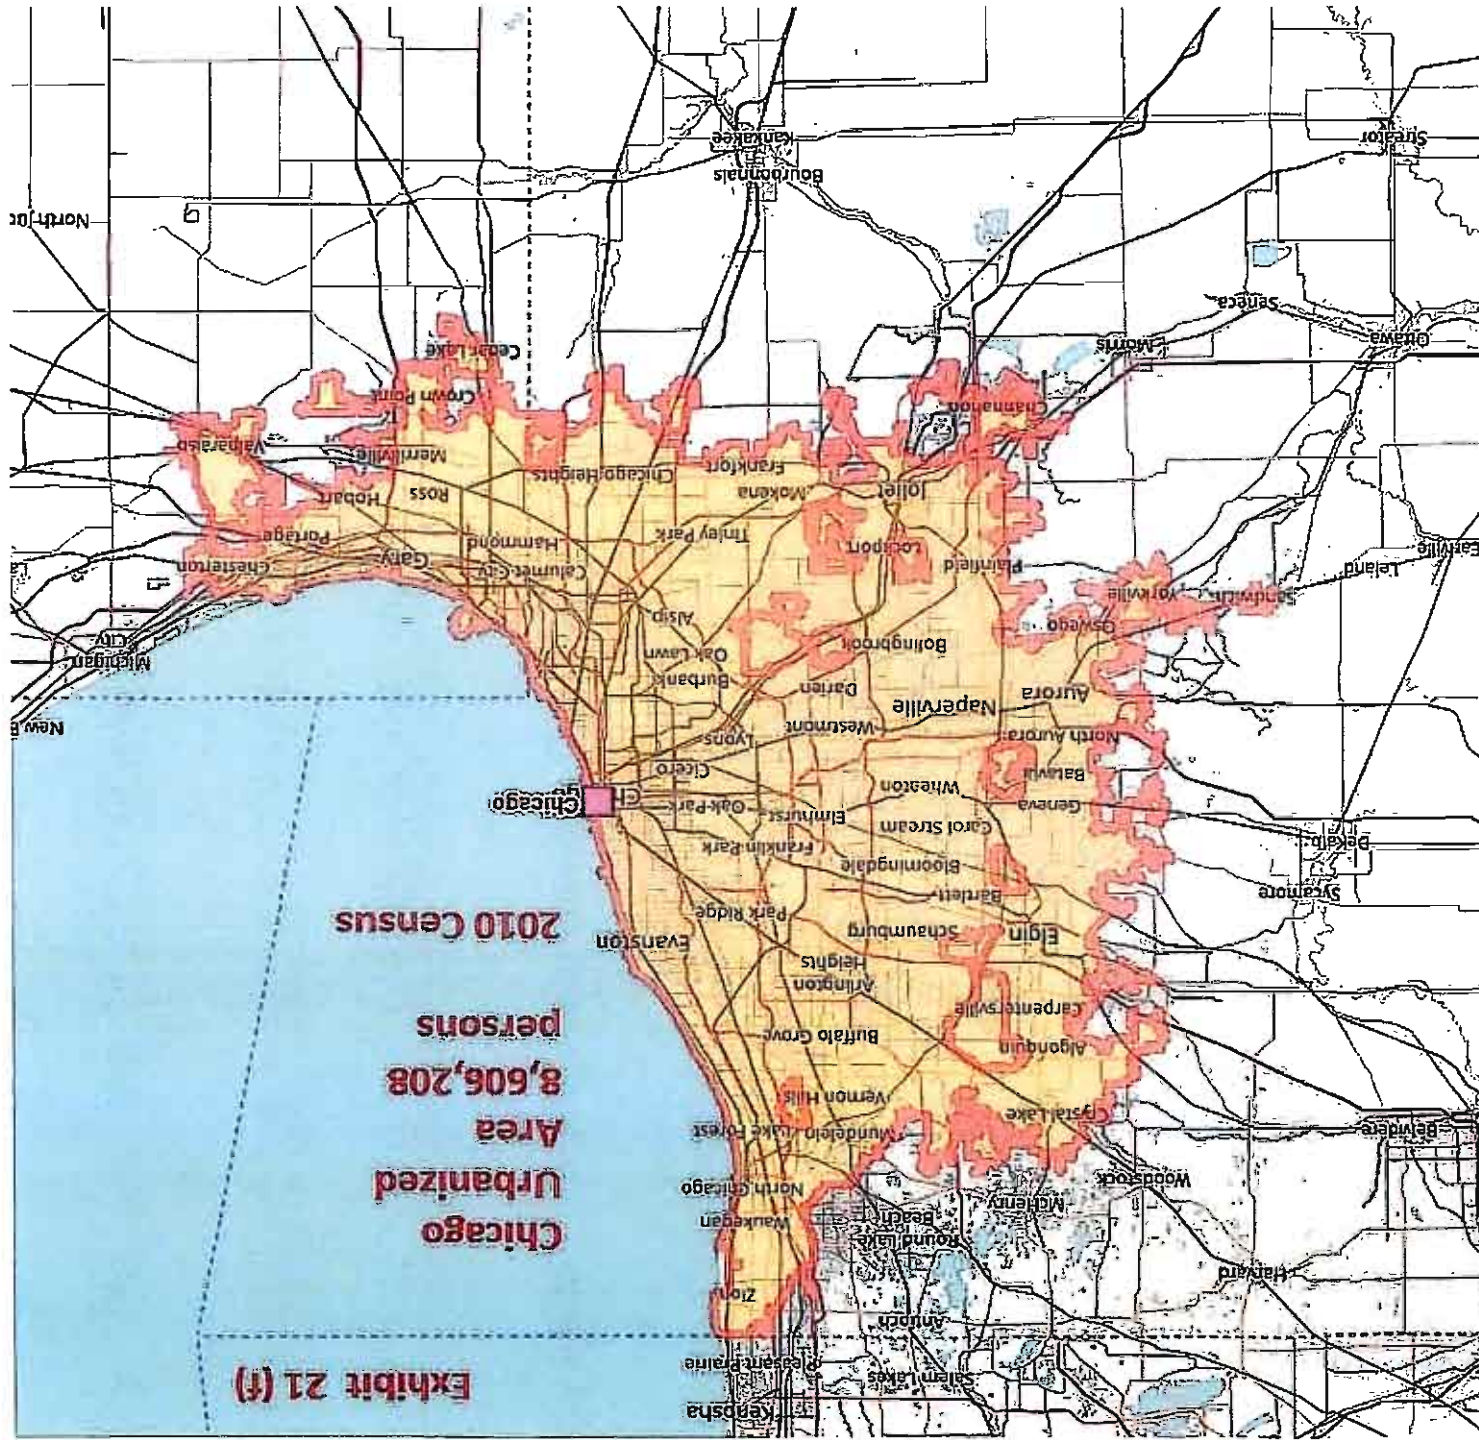 Exhibit 21 (f)
Chicago
Urbanized
Area
8,606,208
persons
2010 Census
Kenosha
Pleasant Prairie
Salem Lakes
Antioch
Zion
Harvard
Round Lake
Beach
Waukegan
McHenry
Woodstock
North Chicago
Belvidere
Mundelein
Lake Forest
Crystal Lake
Vernon Hills
Algonquin
Buffalo Grove
Carpentersville
Arlington
Heights
Elgin
Schaumburg
Evanston
Park Ridge
Sycamore
Bartlett
Bloomingdale
DeKalb
Franklin Park
Carol Stream
Elmhurst
Oak Park
Geneva
Chicago
Wheaton
Batavia
Cicero
North Aurora
Westmont
Lyons
New B
Naperville
Aurora
Darien
Burbank
Oak Lawn
Michigan
City
Bolingbrook
Oswego
Alsip
Yorkville
Sandwich
Leland
Plainfield
Calumet City
Gary
Chesterton
Earlville
Lockport
Tinley Park
Hammond
Portage
Joliet
Mokena
Ross
Hobart
Frankfort
Chicago Heights
Merrillville
Valparaiso
Channahon
Crown Point
Cedar Lake
Morris
Ottawa
Seneca
North Ju
Bourbonnais
Kankakee
Streator